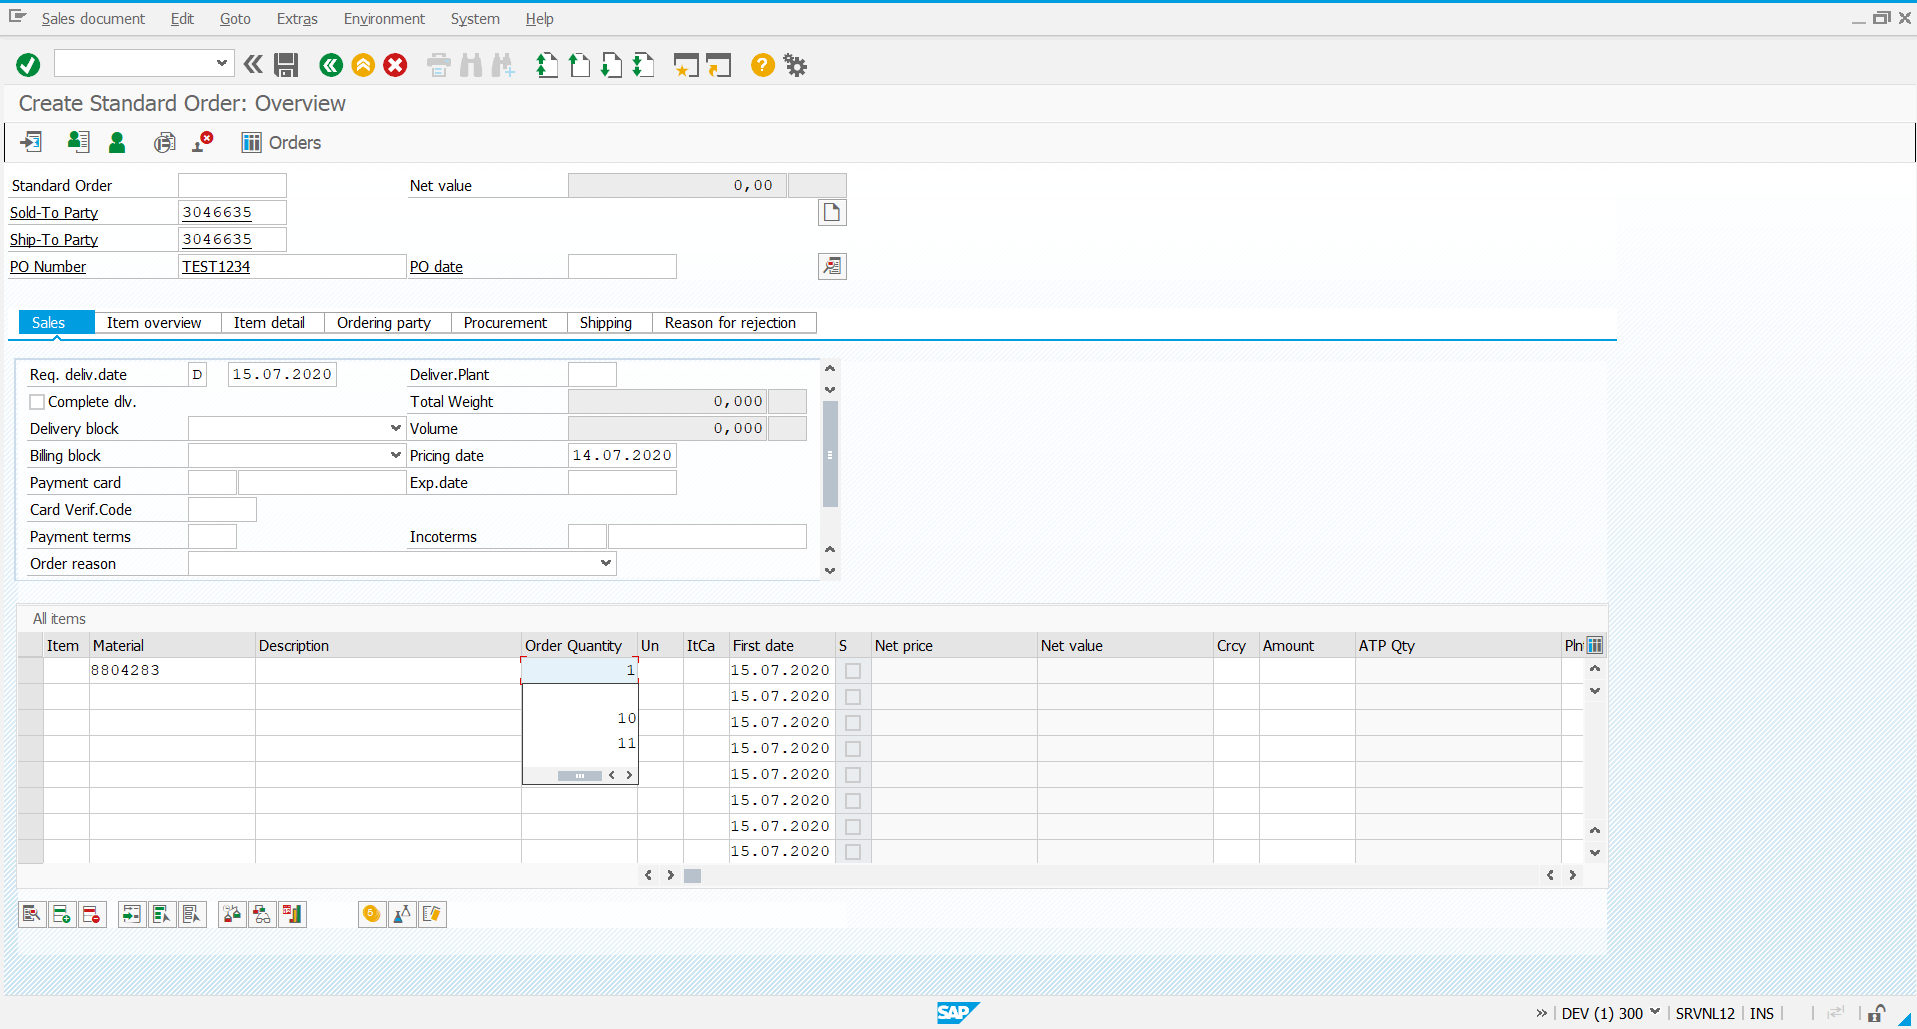 Sales document Edit Goto Extras Environment System Help
Create Standard Order: Overview
Orders
Standard Order Net value 0,00
Sold-To Party 3046635
Ship-To Party 3046635
PO Number TEST1234 PO date
Sales Item overview Item detail Ordering party Procurement Shipping Reason for rejection
Req. deliv.date D 15.07.2020 Deliver.Plant
Complete dlv. Total Weight 0,000
Delivery block Volume 0,000
Billing block Pricing date 14.07.2020
Payment card Exp.date
Card Verif.Code
Payment terms Incoterms
Order reason
All items
Item Material Description Order Quantity Un ItCa First date S Net price Net value Crcy Amount ATP Qty
8804283 1 15.07.2020
15.07.2020
10 15.07.2020
11 15.07.2020
15.07.2020
15.07.2020
15.07.2020
15.07.2020
SAP DEV (1) 300 SRVNL12 INS